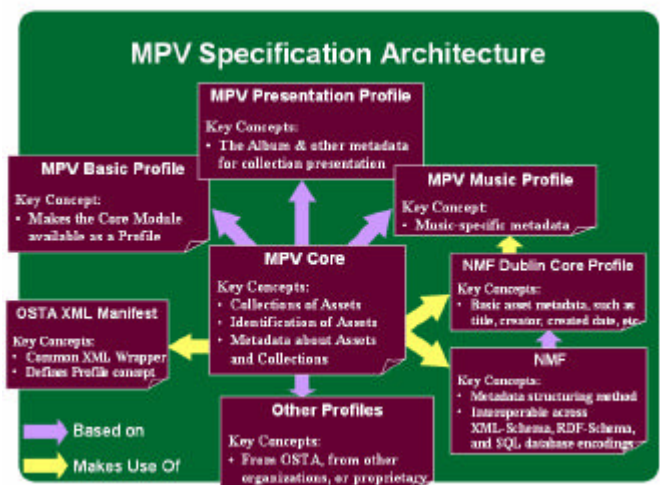 MPV Specification Architecture
MPV Presentation Profile
Key Concepts:
• The Album & other metadata
for collection presentation
MPV Basic Profile
Key Concept:
• Makes the Core Module
available as a Profile
MPV Music Profile
Key Concept:
• Music-specific metadata
MPV Core
Key Concepts:
• Collections of Assets
• Identification of Assets
• Metadata about Assets
and Collections
NMF Dublin Core Profile
Key Concepts:
• Basic asset metadata, such as
title, creator, created date, etc.
OSTA XML Manifest
Key Concepts:
• Common XML Wrapper
• Defines Profile concept
NMF
Key Concepts:
• Metadata structuring method
• Interoperable across
XML-Schema, RDF-Schema,
and SQL database encodings
Other Profiles
Key Concepts:
• From OSTA, from other
organizations, or proprietary
Based on
Makes Use Of